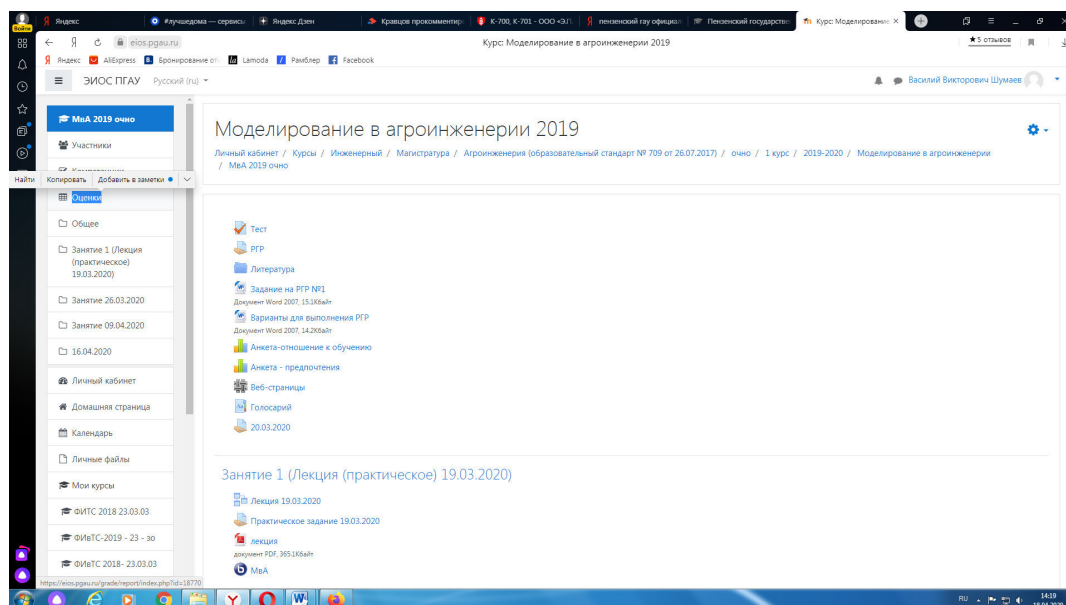 Войти
Яндекс
#лучшедома — сервисы
Яндекс Дзен
Кравцов прокомментир
К-700, К-701 - ООО «Э.П.
пензенский гау официал
Пензенский государстве
Курс: Моделирование
eios.pgau.ru
Курс: Моделирование в агроинженерии 2019
★ 5 отзывов
Яндекс
AliExpress
Бронирование от
Lamoda
Рамблер
Facebook
ЭИОС ПГАУ
Русский (ru)
Василий Викторович Шумаев
МвА 2019 очно
Участники
Найти
Копировать
Добавить в заметки
Оценки
Общее
Занятие 1 (Лекция
(практическое)
19.03.2020)
Занятие 26.03.2020
Занятие 09.04.2020
16.04.2020
Личный кабинет
Домашняя страница
Календарь
Личные файлы
Мои курсы
ФИТС 2018 23.03.03
ФИвТС-2019 - 23 - зо
ФИвТС 2018- 23.03.03
Моделирование в агроинженерии 2019
Личный кабинет / Курсы / Инженерный / Магистратура / Агроинженерия (образовательный стандарт № 709 от 26.07.2017) / очно / 1 курс / 2019-2020 / Моделирование в агроинженерии
/ МвА 2019 очно
Тест
РГР
Литература
Задание на РГР №1
Документ Word 2007, 15.1Кбайт
Варианты для выполнения РГР
Документ Word 2007, 14.2Кбайт
Анкета-отношение к обучению
Анкета - предпочтения
Веб-страницы
Голосарий
20.03.2020
Занятие 1 (Лекция (практическое) 19.03.2020)
Лекция 19.03.2020
Практическое задание 19.03.2020
лекция
документ PDF, 365.1Кбайт
МвА
https://eios.pgau.ru/grade/report/index.php?id=18770
RU
14:19
18.04.2020